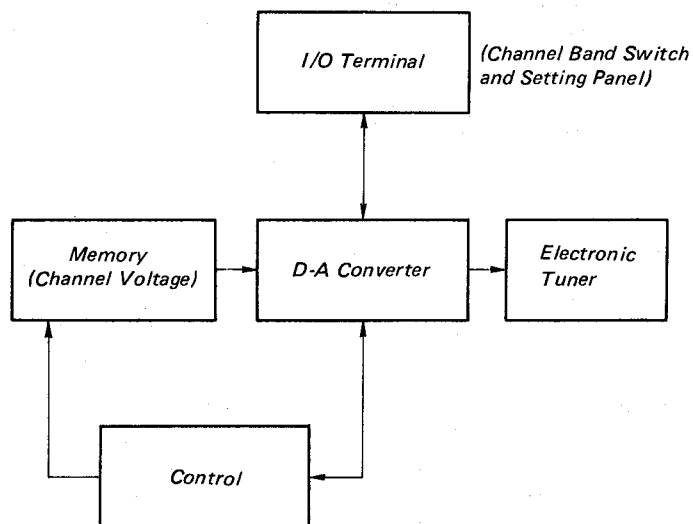 I/O Terminal
(Channel Band Switch
and Setting Panel)
Memory
(Channel Voltage)
D-A Converter
Electronic
Tuner
Control